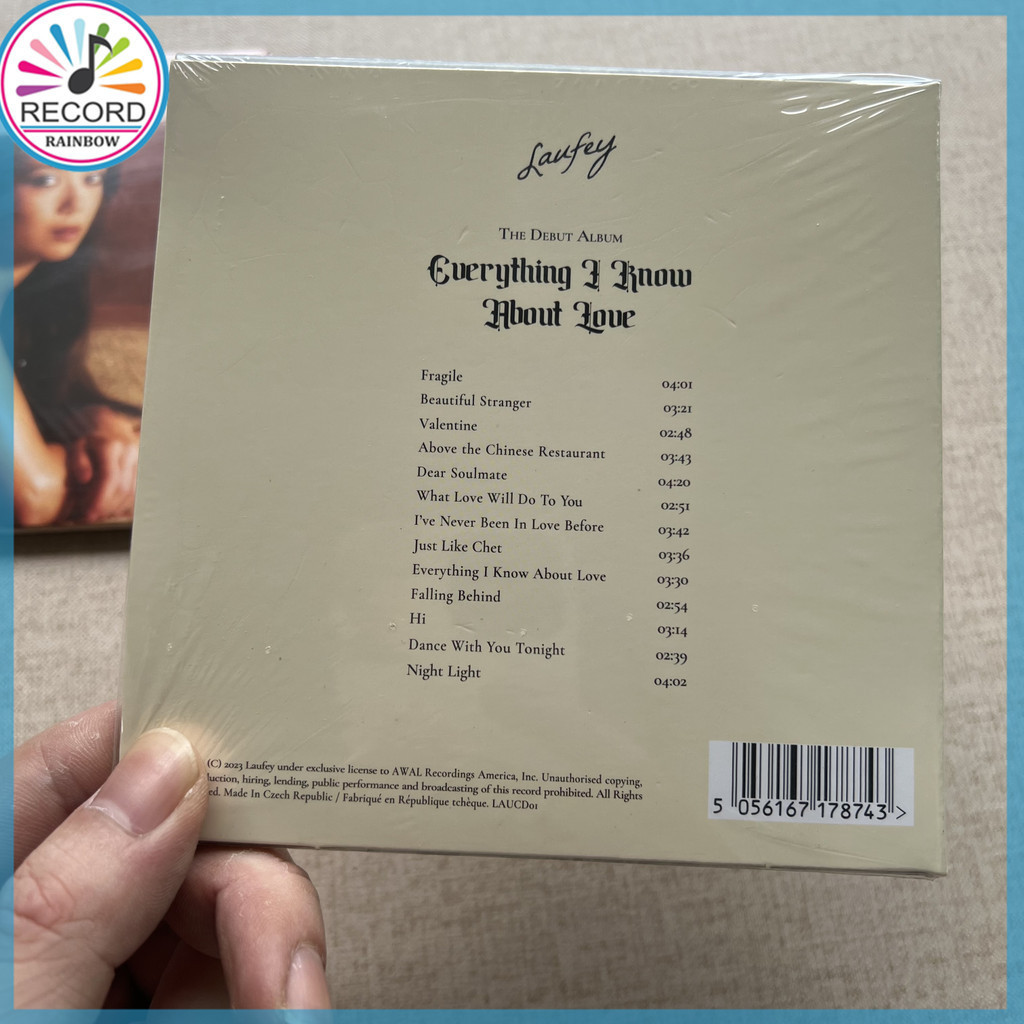 RECORD
RAINBOW
Laufey
The Debut Album
Everything I Know
About Love
Fragile 04:01
Beautiful Stranger 03:21
Valentine 02:48
Above the Chinese Restaurant 03:43
Dear Soulmate 04:20
What Love Will Do To You 02:51
I've Never Been In Love Before 03:42
Just Like Chet 03:36
Everything I Know About Love 03:30
Falling Behind 02:54
Hi 03:14
Dance With You Tonight 02:39
Night Light 04:02
(C) 2023 Laufey under exclusive license to AWAL Recordings America, Inc. Unauthorised copying,
uction, hiring, lending, public performance and broadcasting of this record prohibited. All Rights
ed. Made In Czech Republic / Fabriqué en République tchèque. LAUCD01
5 056167 178743 >